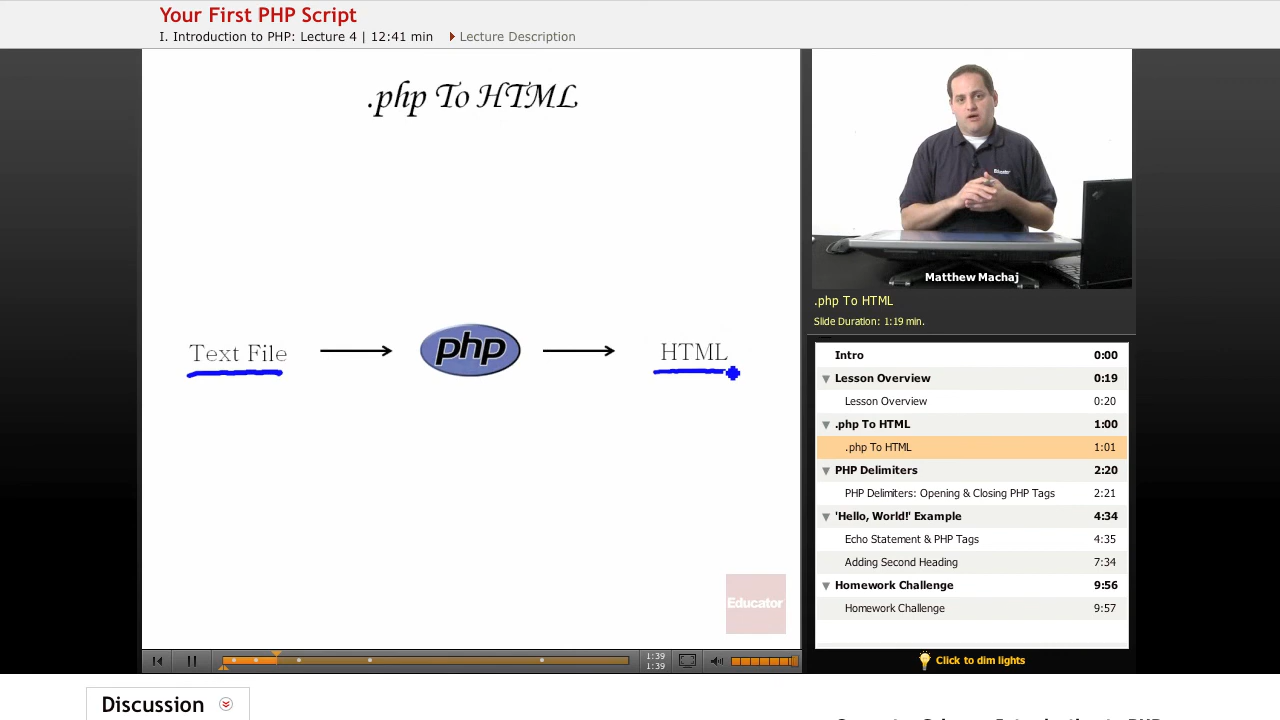 Your First PHP Script
I. Introduction to PHP: Lecture 4 | 12:41 min
Lecture Description
.php To HTML
Text File
php
HTML
Educator
Matthew Machaj
.php To HTML
Slide Duration: 1:19 min.
Intro 0:00
Lesson Overview 0:19
Lesson Overview 0:20
.php To HTML 1:00
.php To HTML 1:01
PHP Delimiters 2:20
PHP Delimiters: Opening & Closing PHP Tags 2:21
'Hello, World!' Example 4:34
Echo Statement & PHP Tags 4:35
Adding Second Heading 7:34
Homework Challenge 9:56
Homework Challenge 9:57
1:39
1:39
Click to dim lights
Discussion